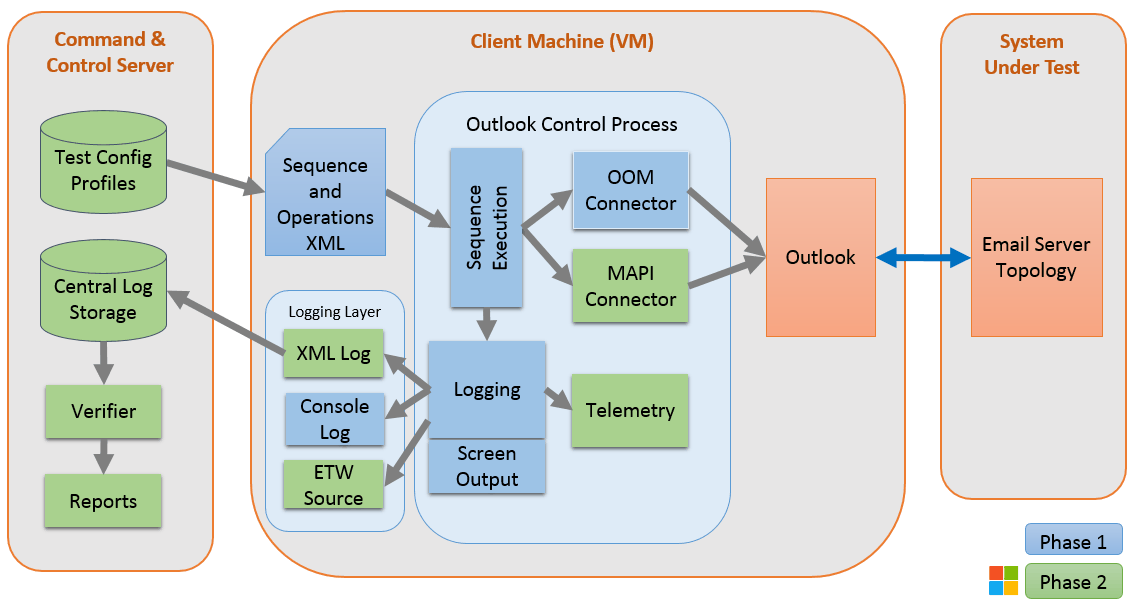 Command &
Control Server
Test Config
Profiles
Central Log
Storage
Verifier
Reports
Client Machine (VM)
Sequence
and
Operations
XML
Outlook Control Process
Sequence
Execution
OOM
Connector
MAPI
Connector
Logging Layer
XML Log
Console
Log
ETW
Source
Logging
Screen
Output
Telemetry
Outlook
System
Under Test
Email Server
Topology
Phase 1
Phase 2